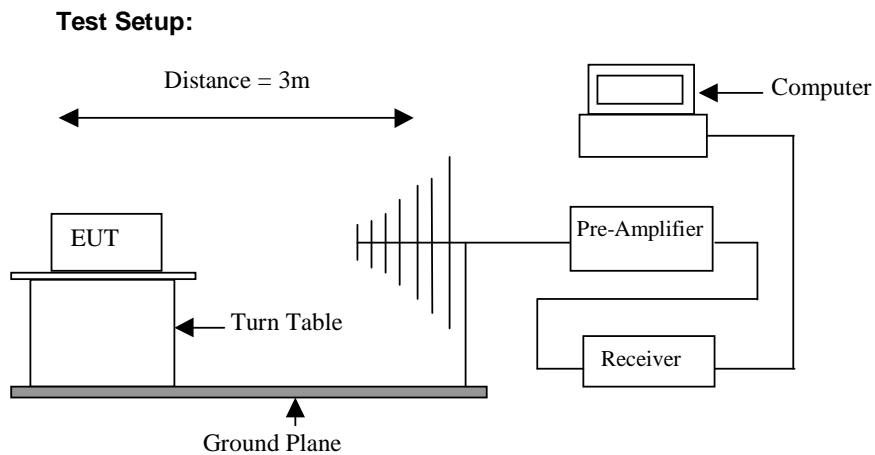 Test Setup:
Distance = 3m
Computer
EUT
Pre-Amplifier
Turn Table
Receiver
Ground Plane